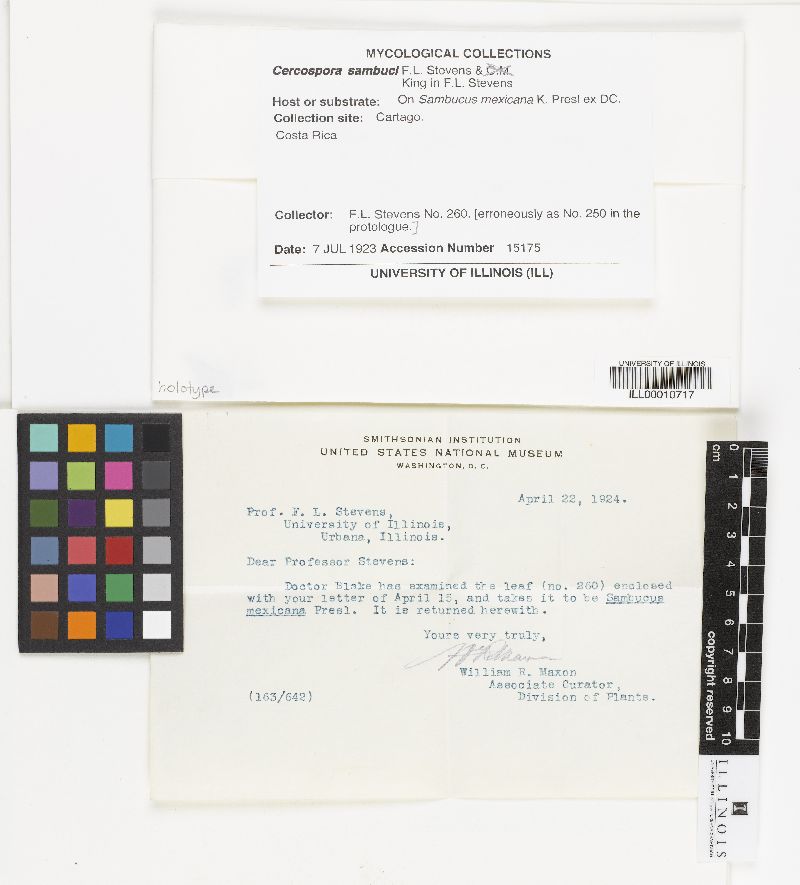 MYCOLOGICAL COLLECTIONS
Cercospora sambuci F.L. Stevens & C.M.
King in F.L. Stevens
Host or substrate: On Sambucus mexicana K. Presl ex DC.
Collection site: Cartago.
Costa Rica
Collector: F.L. Stevens No. 260. [erroneously as No. 250 in the
protologue.]
Date: 7 JUL 1923 Accession Number 15175
UNIVERSITY OF ILLINOIS (ILL)
holotype
UNIVERSITY OF ILLINOIS
ILL00010717
SMITHSONIAN INSTITUTION
UNITED STATES NATIONAL MUSEUM
WASHINGTON, D. C.
April 22, 1924.
Prof. F. L. Stevens,
University of Illinois,
Urbana, Illinois.
Dear Professor Stevens:
Doctor Blake has examined the leaf (no. 260) enclosed
with your letter of April 15, and takes it to be Sambucus
mexicana Presl. It is returned herewith.
Yours very truly,
William R. Maxon
Associate Curator,
Division of Plants.
(163/642)
0 1 2 3 4 5 6 7 8 9 10
cm
copyright reserved
ILLINOIS